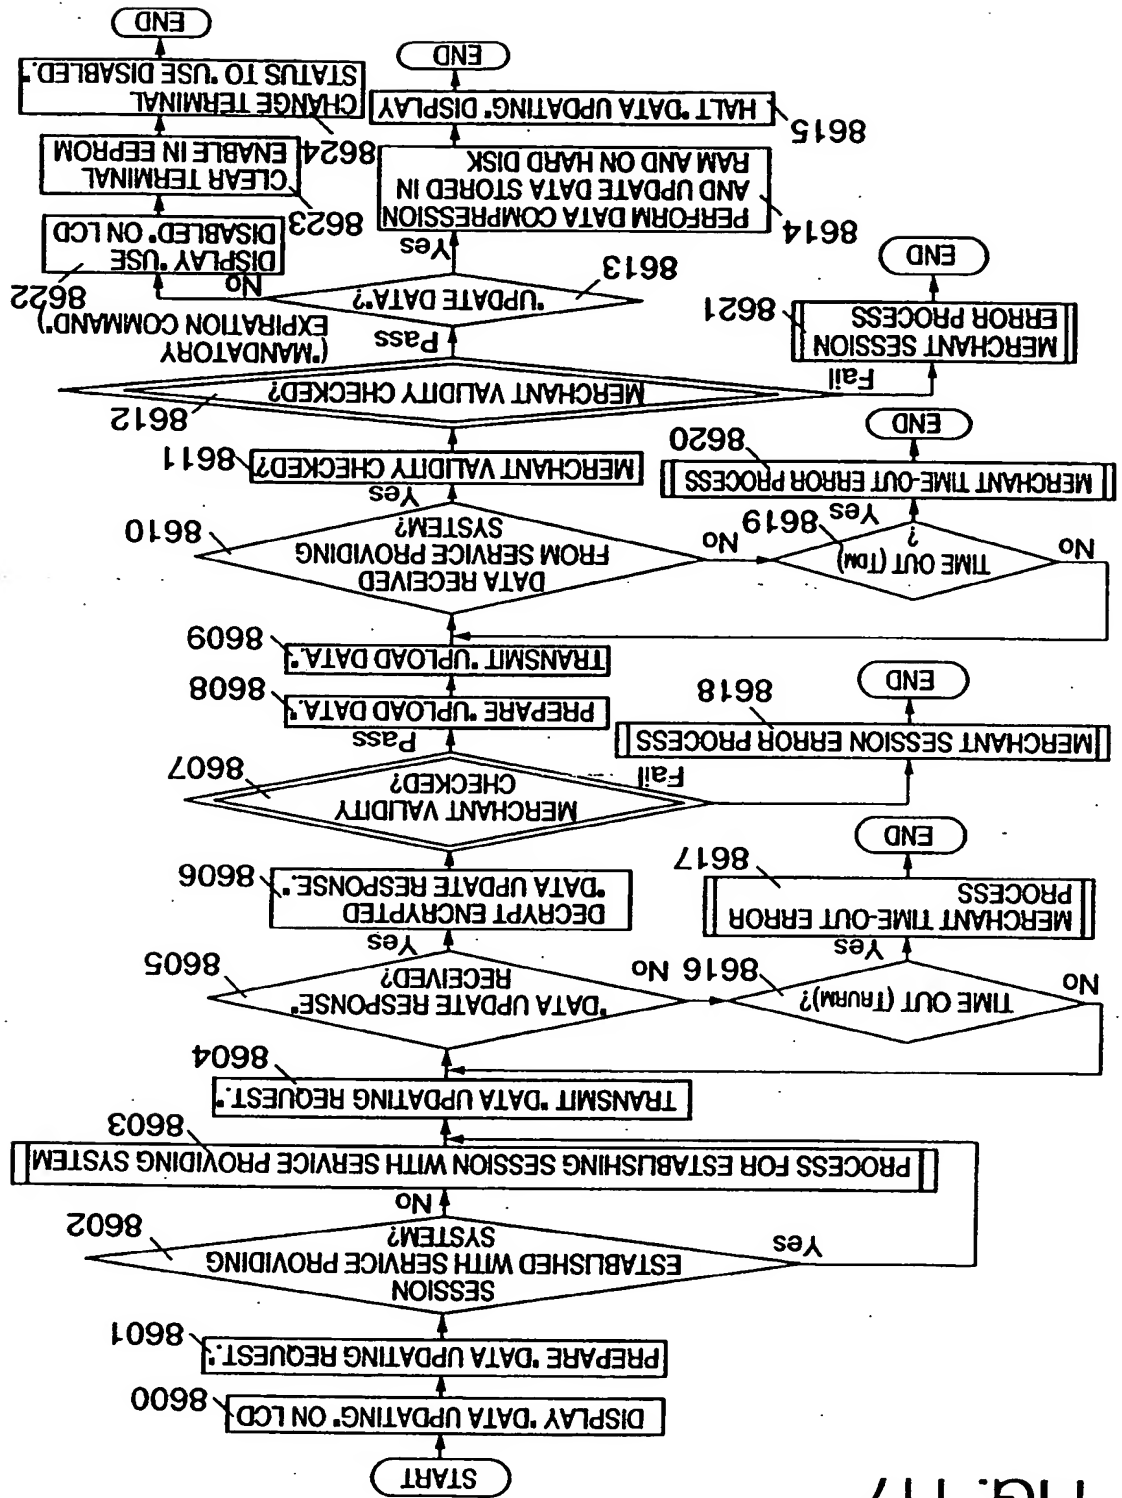 FIG. 117
START
DISPLAY "DATA UPDATING" ON LCD
8600
PREPARE "DATA UPDATING REQUEST".
8601
SESSION
ESTABLISHED WITH SERVICE PROVIDING
SYSTEM?
8602
Yes
No
PROCESS FOR ESTABLISHING SESSION WITH SERVICE PROVIDING SYSTEM
8603
TRANSMIT "DATA UPDATING REQUEST".
8604
"DATA UPDATE RESPONSE"
RECEIVED?
8605
No
Yes
TIME OUT (TRURM)?
8616
No
Yes
MERCHANT TIME-OUT ERROR
PROCESS
8617
END
DECRYPT ENCRYPTED
"DATA UPDATE RESPONSE".
8606
MERCHANT VALIDITY
CHECKED?
8607
Fail
Pass
MERCHANT SESSION ERROR PROCESS
8618
END
PREPARE "UPLOAD DATA".
8608
TRANSMIT "UPLOAD DATA".
8609
DATA RECEIVED
FROM SERVICE PROVIDING
SYSTEM?
8610
No
Yes
TIME OUT (TDM)
?
8619
No
Yes
MERCHANT TIME-OUT ERROR PROCESS
8620
END
MERCHANT VALIDITY CHECKED?
8611
MERCHANT VALIDITY CHECKED?
8612
Fail
Pass
MERCHANT SESSION
ERROR PROCESS
8621
END
"UPDATE DATA"?
8613
Yes
No
("MANDATORY
EXPIRATION COMMAND")
PERFORM DATA COMPRESSION
AND UPDATE DATA STORED IN
RAM AND ON HARD DISK
8614
HALT "DATA UPDATING" DISPLAY
8615
END
DISPLAY "USE
DISABLED" ON LCD
8622
CLEAR TERMINAL
ENABLE IN EEPROM
8623
CHANGE TERMINAL
STATUS TO "USE DISABLED".
8624
END